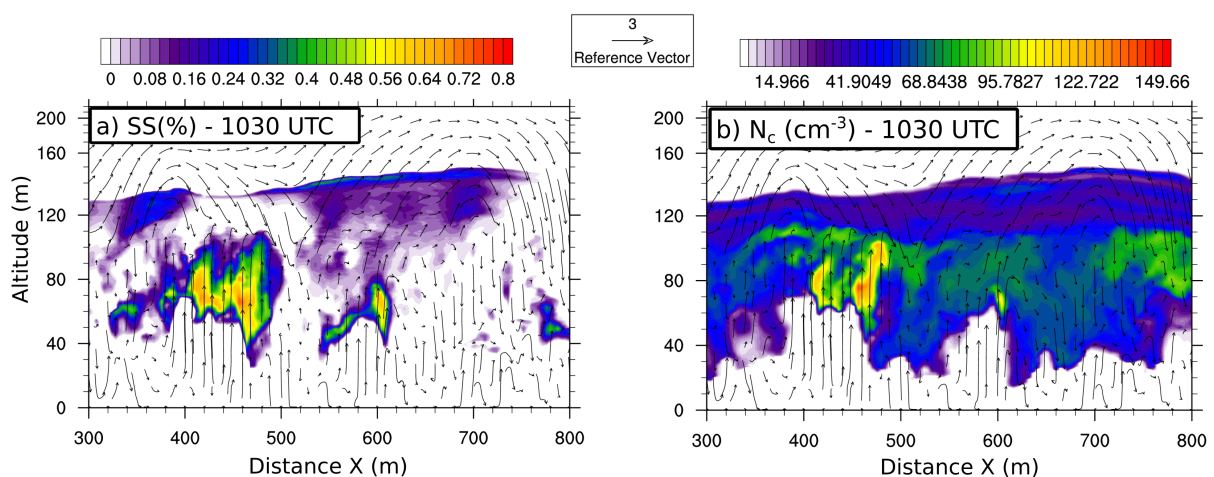 3
Reference Vector
0 0.08 0.16 0.24 0.32 0.4 0.48 0.56 0.64 0.72 0.8
14.966 41.9049 68.8438 95.7827 122.722 149.66
a) SS(%) - 1030 UTC
b) Nc (cm-3) - 1030 UTC
Altitude (m)
200
160
120
80
40
0
300 400 500 600 700 800
Distance X (m)
200
160
120
80
40
0
300 400 500 600 700 800
Distance X (m)